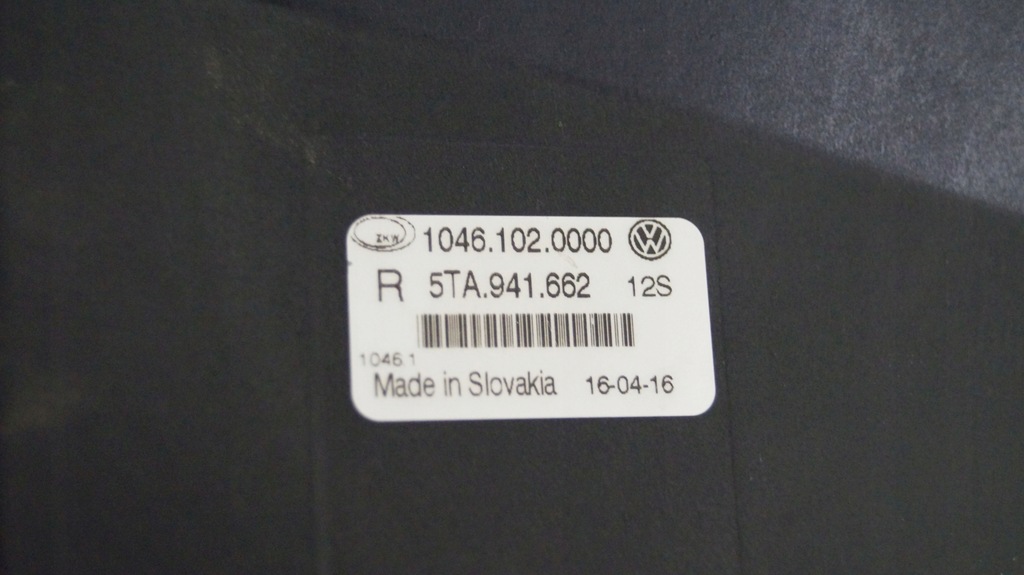 ZKW 1046.102.0000
R 5TA.941.662 12S
1046 1
Made in Slovakia 16-04-16